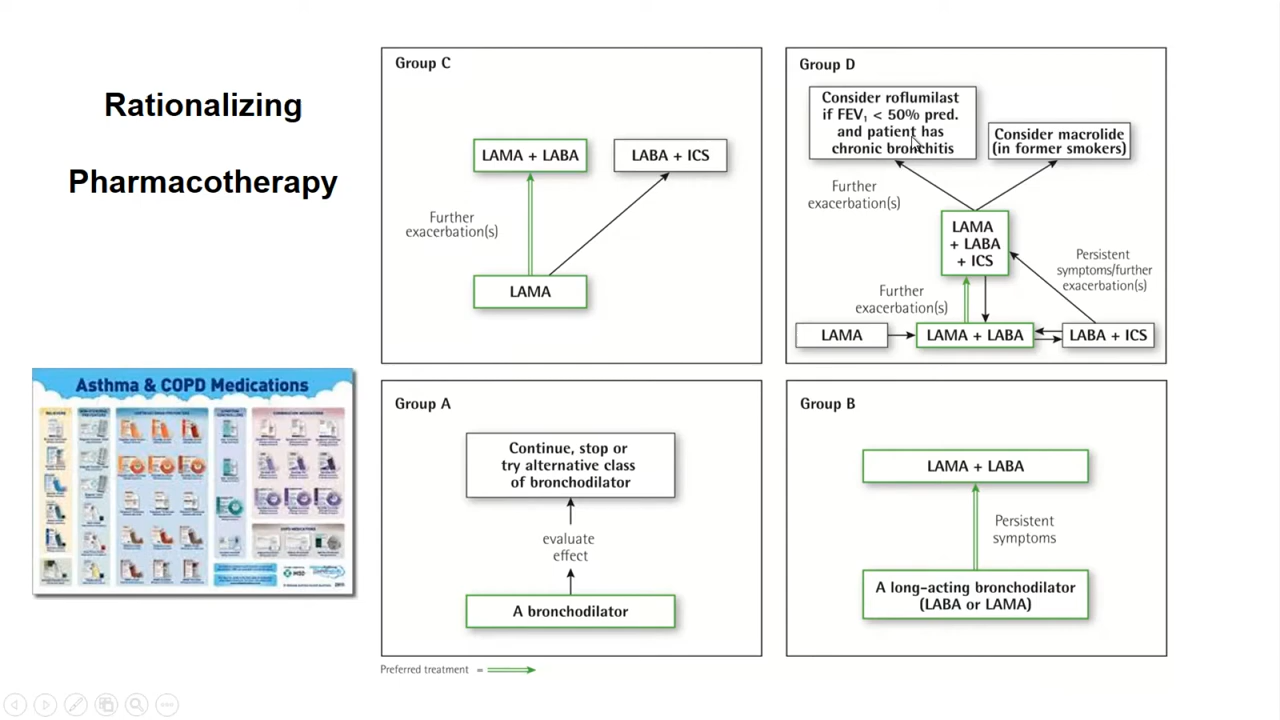 Rationalizing
Pharmacotherapy
Group C
LAMA + LABA
LABA + ICS
Further
exacerbation(s)
LAMA
Group D
Consider roflumilast
if FEV₁ < 50% pred.
and patient has
chronic bronchitis
Consider macrolide
(in former smokers)
Further
exacerbation(s)
LAMA
+ LABA
+ ICS
Persistent
symptoms/further
exacerbation(s)
Further
exacerbation(s)
LAMA
LAMA + LABA
LABA + ICS
Asthma & COPD Medications
Group A
Continue, stop or
try alternative class
of bronchodilator
evaluate
effect
A bronchodilator
Group B
LAMA + LABA
Persistent
symptoms
A long-acting bronchodilator
(LABA or LAMA)
Preferred treatment =